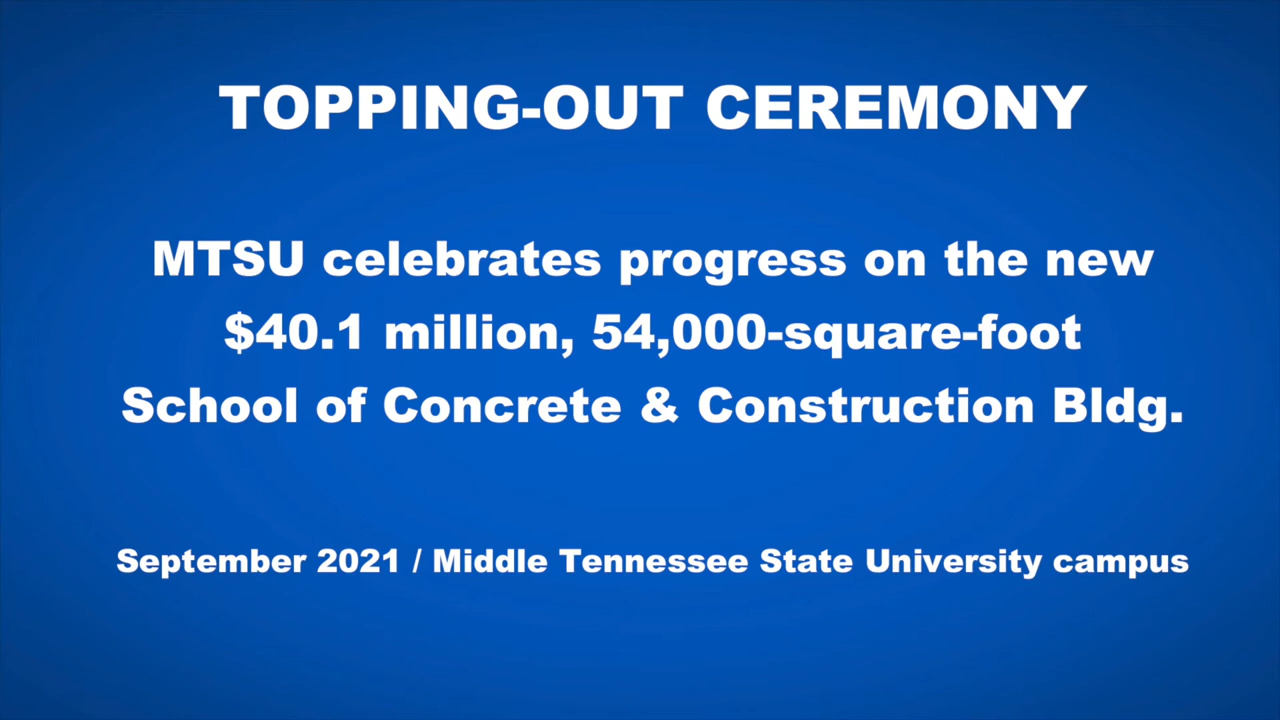 TOPPING-OUT CEREMONY
MTSU celebrates progress on the new
$40.1 million, 54,000-square-foot
School of Concrete & Construction Bldg.
September 2021 / Middle Tennessee State University campus